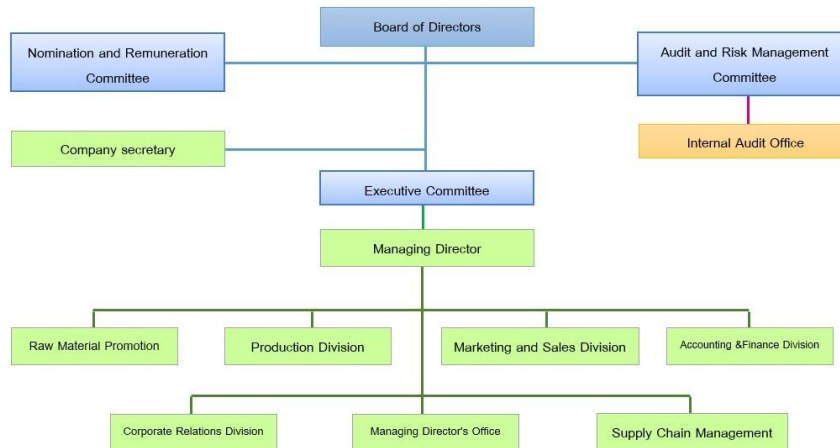 Board of Directors
Nomination and Remuneration
Committee
Audit and Risk Management
Committee
Company secretary
Internal Audit Office
Executive Committee
Managing Director
Raw Material Promotion
Production Division
Marketing and Sales Division
Accounting &Finance Division
Corporate Relations Division
Managing Director's Office
Supply Chain Management